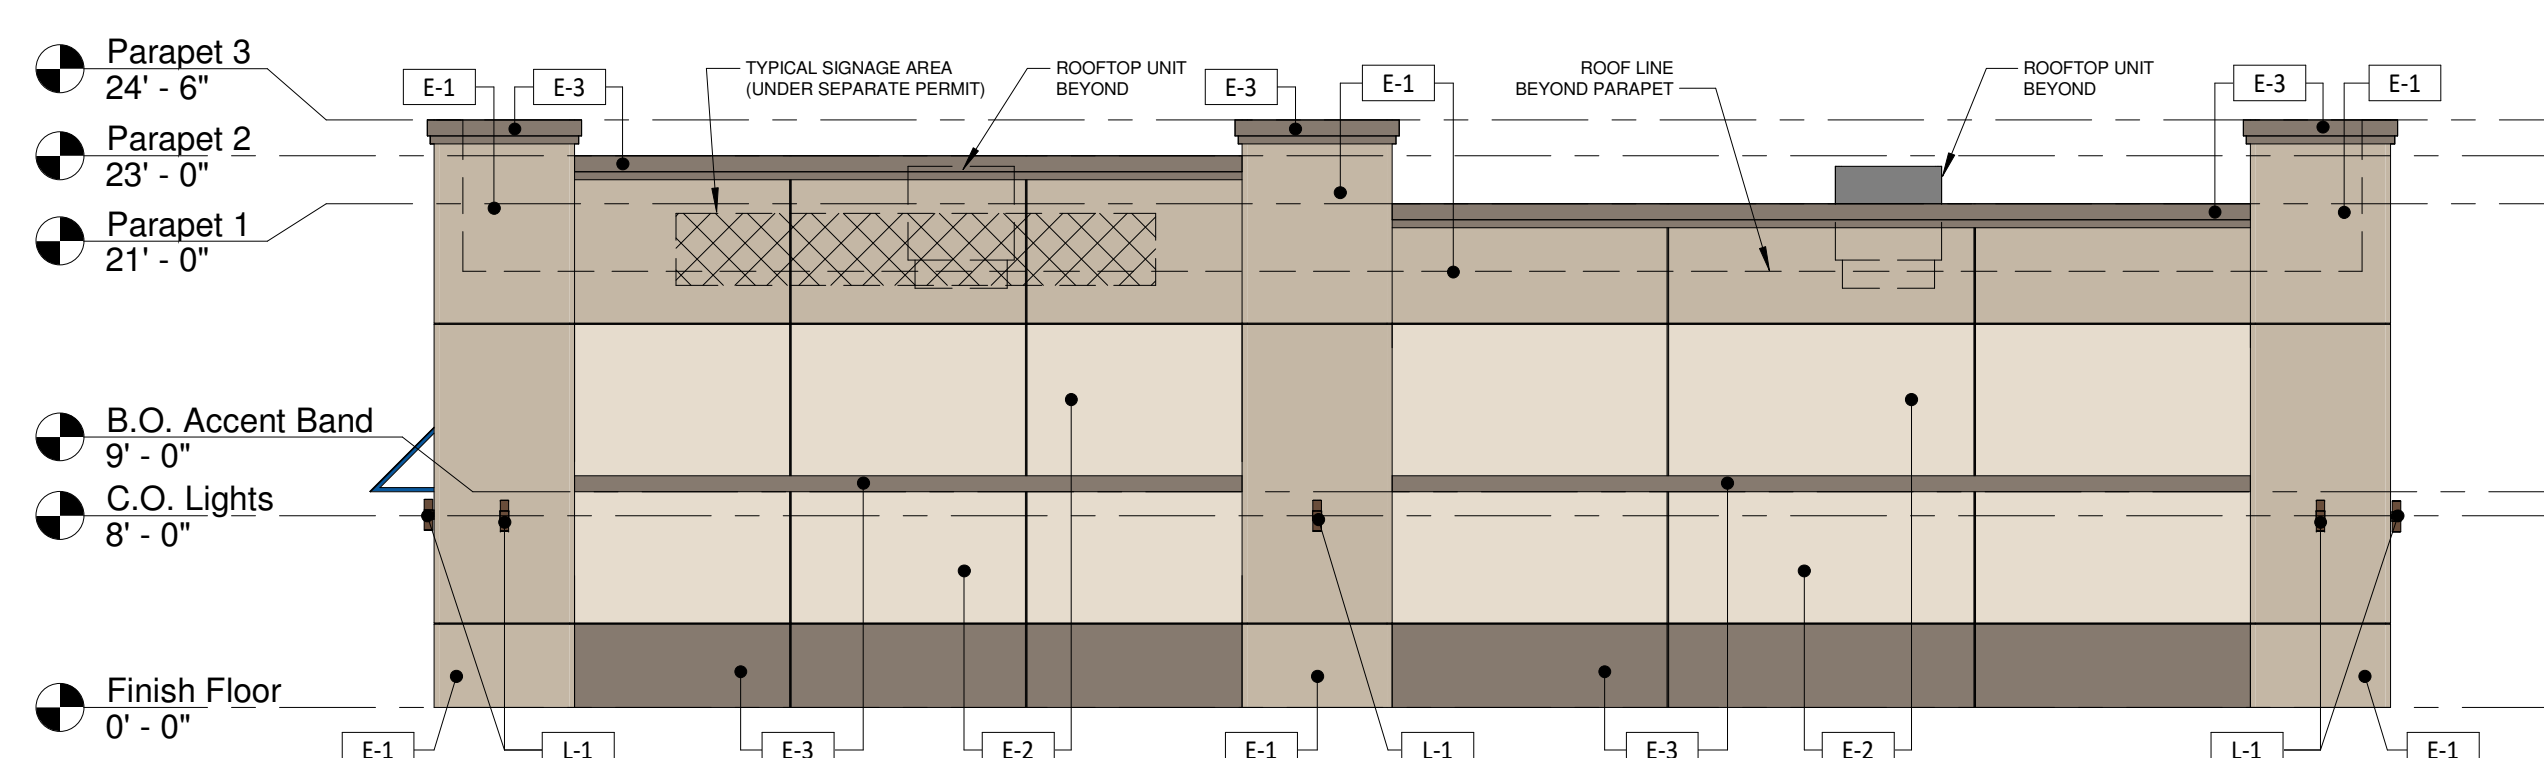 Parapet 3
24' - 6"
Parapet 2
23' - 0"
Parapet 1
21' - 0"
B.O. Accent Band
9' - 0"
C.O. Lights
8' - 0"
Finish Floor
0' - 0"
E-1
E-3
TYPICAL SIGNAGE AREA
(UNDER SEPARATE PERMIT)
ROOFTOP UNIT
BEYOND
E-3
E-1
ROOF LINE
BEYOND PARAPET
ROOFTOP UNIT
BEYOND
E-3
E-1
E-1
L-1
E-3
E-2
E-1
L-1
E-3
E-2
L-1
E-1